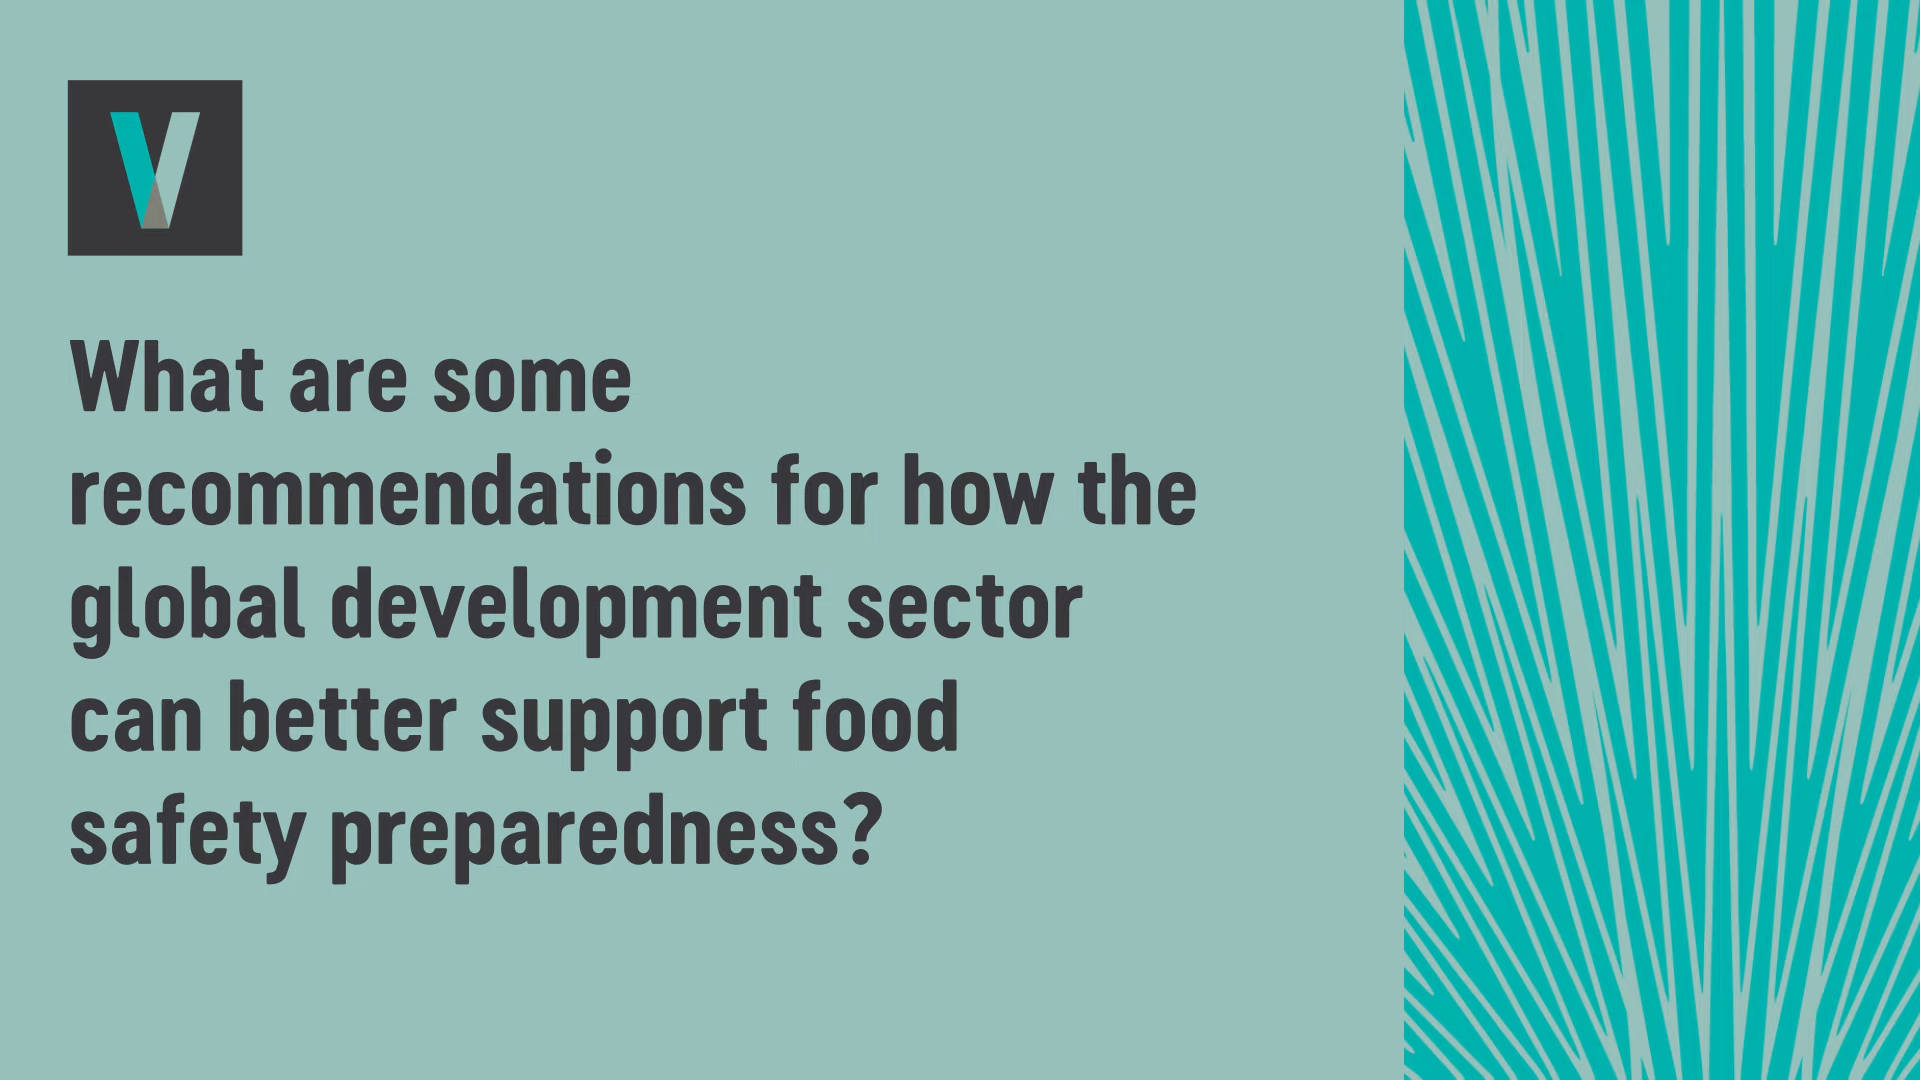 V
What are some
recommendations for how the
global development sector
can better support food
safety preparedness?